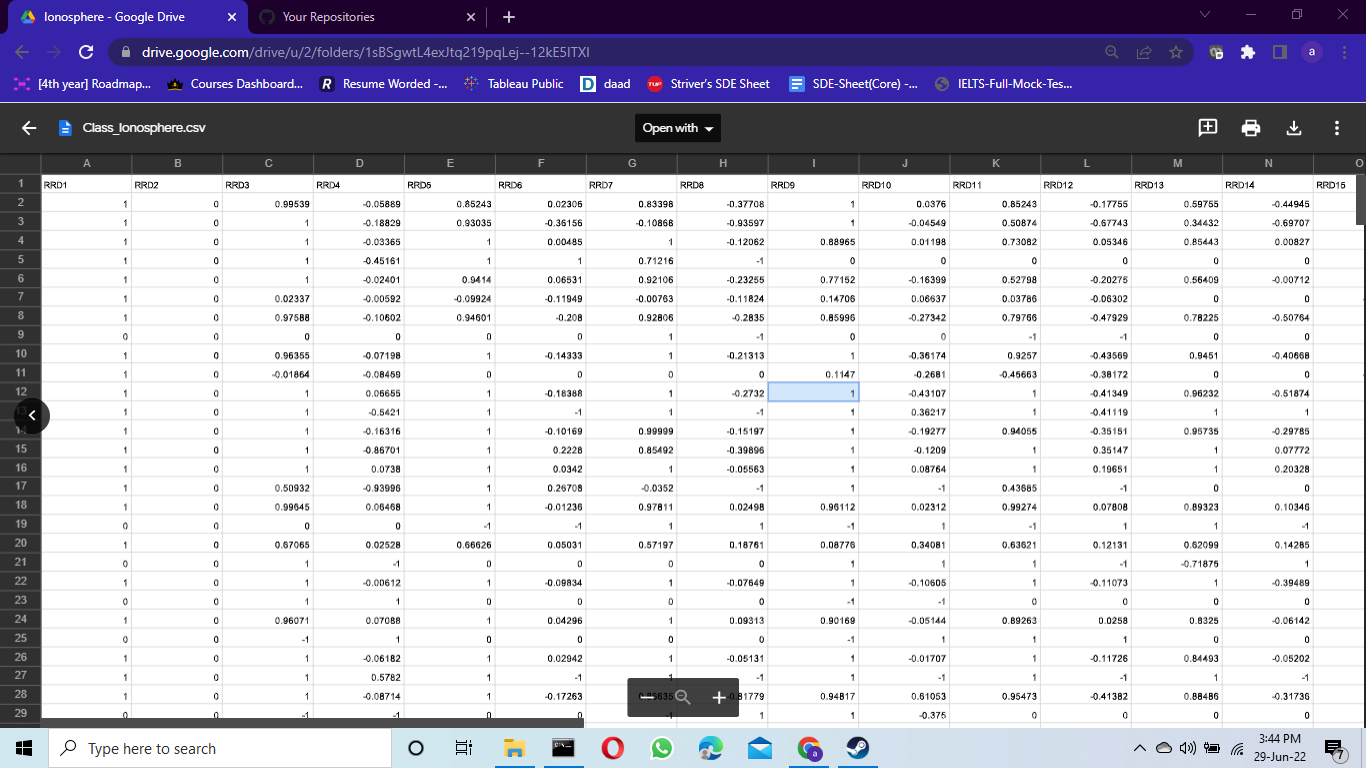 Ionosphere - Google Drive
Your Repositories
drive.google.com/drive/u/2/folders/1sBSgwtL4exJtq219pqLej--12kE5ITXI
a
[4th year] Roadmap... Courses Dashboard... R Resume Worded -... Tableau Public D daad TUF Striver's SDE Sheet SDE-Sheet(Core) -... IELTS-Full-Mock-Tes...
Class_Ionosphere.csv
Open with
A B C D E F G H I J K L M N O
1 RRD1 RRD2 RRD3 RRD4 RRD5 RRD6 RRD7 RRD8 RRD9 RRD10 RRD11 RRD12 RRD13 RRD14 RRD15
2 1 0 0.99539 -0.05889 0.85243 0.02306 0.83398 -0.37708 1 0.0376 0.85243 -0.17755 0.59755 -0.44945
3 1 0 1 -0.18829 0.93035 -0.36156 -0.10868 -0.93597 1 -0.04549 0.50874 -0.67743 0.34432 -0.69707
4 1 0 1 -0.03365 1 0.00485 1 -0.12062 0.88965 0.01198 0.73082 0.05346 0.85443 0.00827
5 1 0 1 -0.45161 1 1 0.71216 -1 0 0 0 0 0 0
6 1 0 1 -0.02401 0.9414 0.06531 0.92106 -0.23255 0.77152 -0.16399 0.52798 -0.20275 0.56409 -0.00712
7 1 0 0.02337 -0.00592 -0.09924 -0.11949 -0.00763 -0.11824 0.14706 0.06637 0.03786 -0.06302 0 0
8 1 0 0.97588 -0.10602 0.94601 -0.208 0.92806 -0.2835 0.85996 -0.27342 0.79766 -0.47929 0.78225 -0.50764
9 0 0 0 0 0 0 1 -1 0 0 -1 -1 0 0
10 1 0 0.96355 -0.07198 1 -0.14333 1 -0.21313 1 -0.36174 0.9257 -0.43569 0.9451 -0.40668
11 1 0 -0.01864 -0.08459 0 0 0 0 0.1147 -0.2681 -0.45663 -0.38172 0 0
12 1 0 1 0.06655 1 -0.18388 1 -0.2732 1 -0.43107 1 -0.41349 0.96232 -0.51874
13 1 0 1 -0.5421 1 -1 1 -1 1 0.36217 1 -0.41119 1 1
14 1 0 1 -0.16316 1 -0.10169 0.99999 -0.15197 1 -0.19277 0.94055 -0.35151 0.95735 -0.29785
15 1 0 1 -0.86701 1 0.2228 0.85492 -0.39896 1 -0.1209 1 0.35147 1 0.07772
16 1 0 1 0.0738 1 0.0342 1 -0.05563 1 0.08764 1 0.19651 1 0.20328
17 1 0 0.50932 -0.93996 1 0.26708 -0.0352 -1 1 -1 0.43685 -1 0 0
18 1 0 0.99645 0.06468 1 -0.01236 0.97811 0.02498 0.96112 0.02312 0.99274 0.07808 0.89323 0.10346
19 0 0 0 0 -1 -1 1 1 -1 1 -1 1 1 -1
20 1 0 0.67065 0.02528 0.66626 0.05031 0.57197 0.18761 0.08776 0.34081 0.63621 0.12131 0.62099 0.14285
21 0 0 1 -1 0 0 0 0 1 1 1 -1 -0.71875 1
22 1 0 1 -0.00612 1 -0.09834 1 -0.07649 1 -0.10605 1 -0.11073 1 -0.39489
23 0 0 1 1 0 0 0 0 -1 -1 0 0 0 0
24 1 0 0.96071 0.07088 1 0.04296 1 0.09313 0.90169 -0.05144 0.89263 0.0258 0.8325 -0.06142
25 0 0 -1 1 0 0 0 0 -1 1 1 1 0 0
26 1 0 1 -0.06182 1 0.02942 1 -0.05131 1 -0.01707 1 -0.11726 0.84493 -0.05202
27 1 0 1 0.5782 1 -1 1 -1 1 -1 1 -1 1 -1
28 1 0 1 -0.08714 1 -0.17263 0.81779 0.94817 0.61053 0.95473 -0.41382 0.88486 -0.31736
29 0 0 -1 -1 0 0 -1 1 1 -0.375 0 0 0 0
Type here to search
3:44 PM
29-Jun-22
7